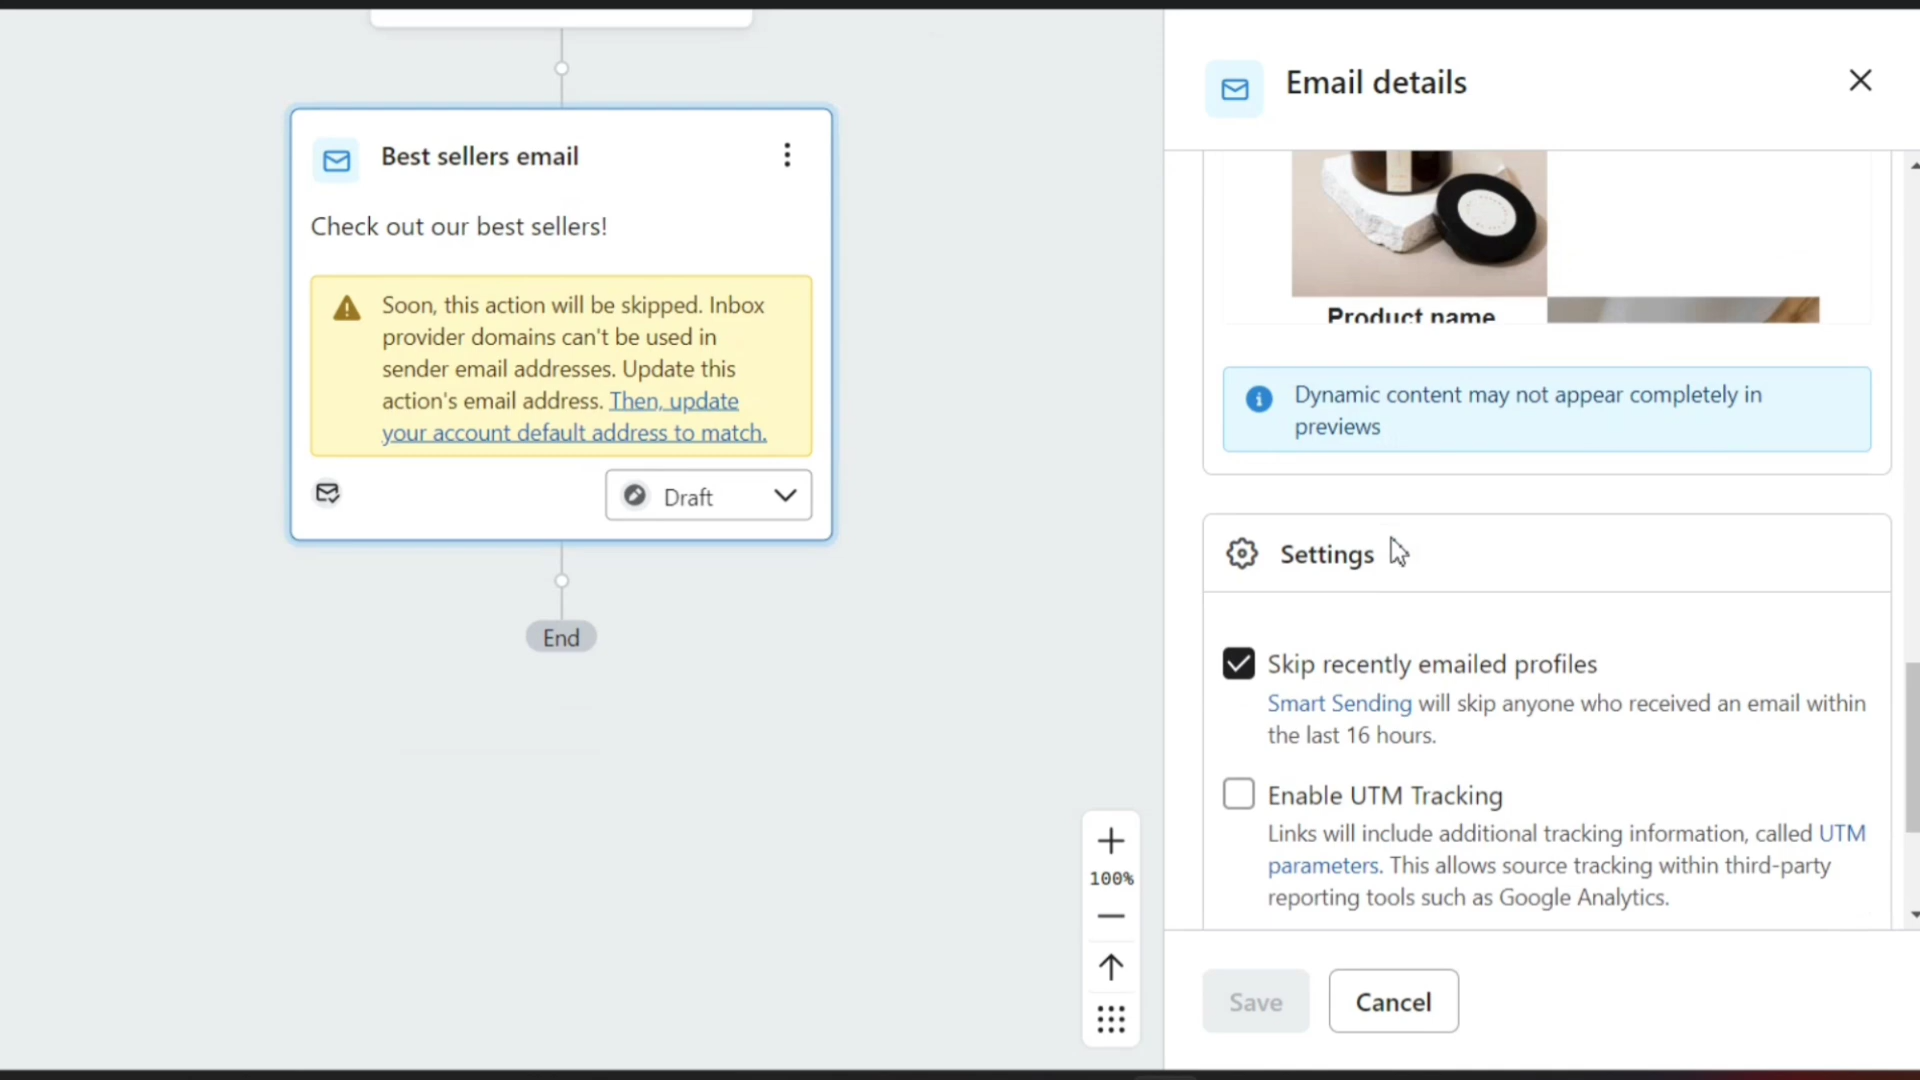 Email details
Best sellers email
Check out our best sellers!
Soon, this action will be skipped. Inbox
provider domains can't be used in
sender email addresses. Update this
action's email address. Then, update
your account default address to match.
Draft
End
100%
Product name
Dynamic content may not appear completely in
previews
Settings
Skip recently emailed profiles
Smart Sending will skip anyone who received an email within
the last 16 hours.
Enable UTM Tracking
Links will include additional tracking information, called UTM
parameters. This allows source tracking within third-party
reporting tools such as Google Analytics.
Save
Cancel